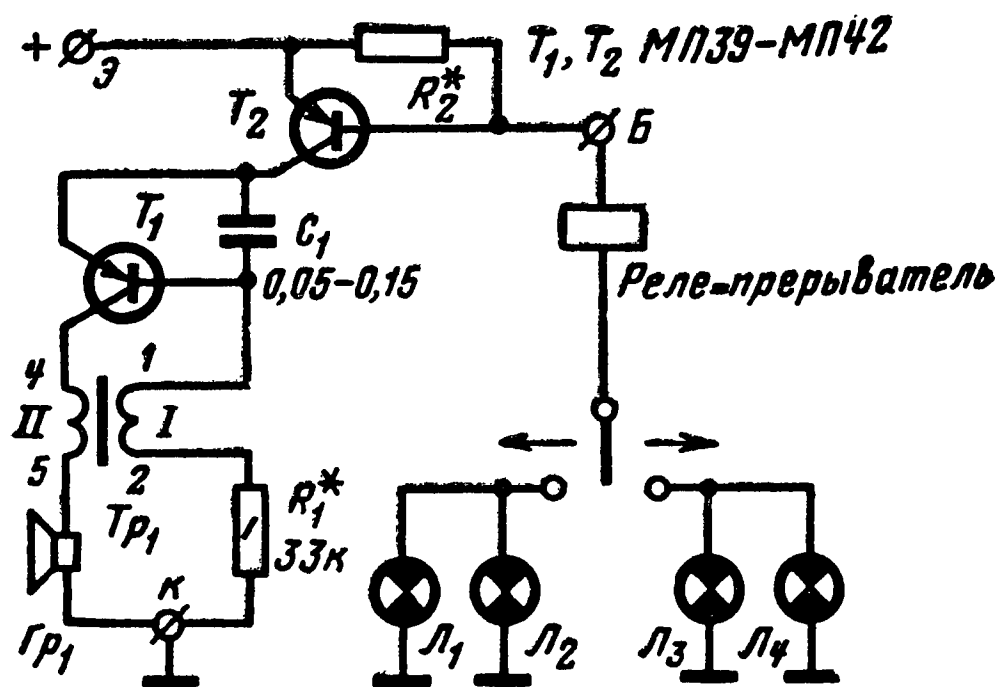 + Э
R2*
T1, T2 МП39-МП42
T2
Б
T1
C1
0,05-0,15
Реле-прерыватель
4
1
II
I
5
2
Тр1
R1*
33к
К
Гр1
Л1
Л2
Л3
Л4